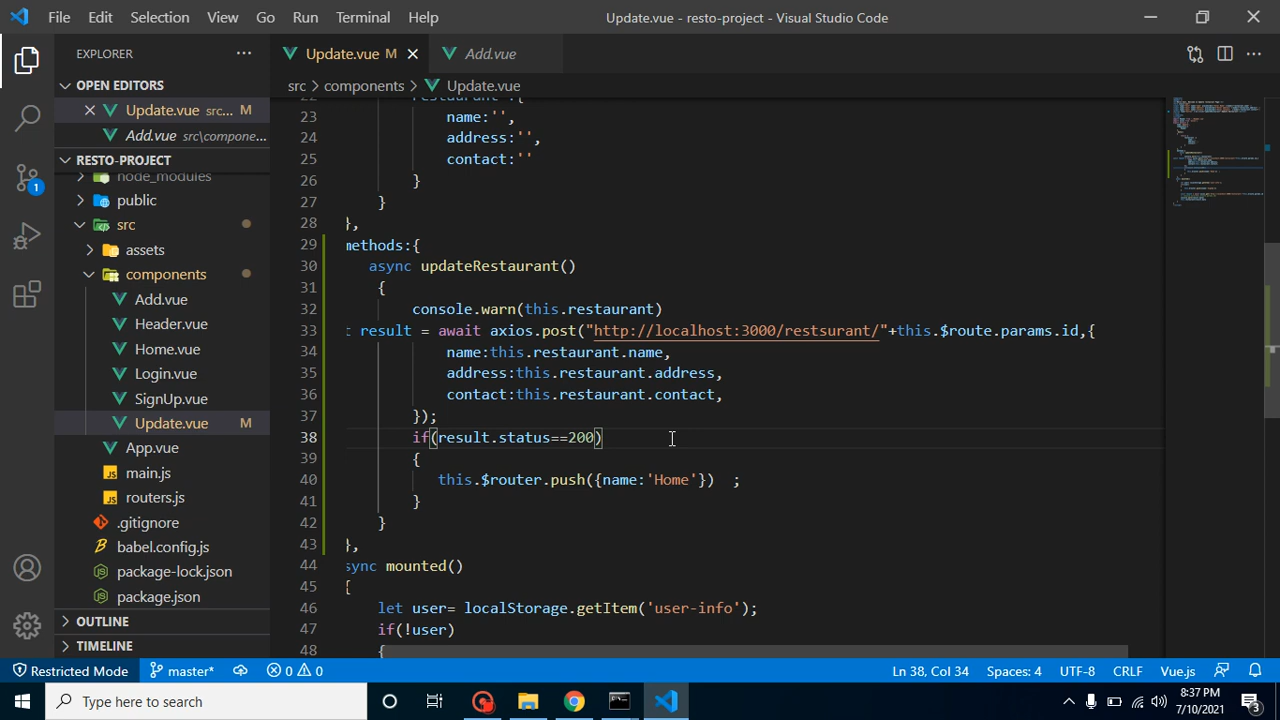 File Edit Selection View Go Run Terminal Help
Update.vue - resto-project - Visual Studio Code
EXPLORER
OPEN EDITORS
Update.vue src... M
Add.vue src\compone...
RESTO-PROJECT
node_modules
public
src
assets
components
Add.vue
Header.vue
Home.vue
Login.vue
SignUp.vue
Update.vue M
App.vue
main.js
routers.js
.gitignore
babel.config.js
package-lock.json
package.json
OUTLINE
TIMELINE
1
Update.vue M
Add.vue
src > components > Update.vue
23 name:'',
24 address:'',
25 contact:''
26 }
27 }
28 },
29 methods:{
30 async updateRestaurant()
31 {
32 console.warn(this.restaurant)
33 t result = await axios.post("http://localhost:3000/restsurant/"+this.$route.params.id,{
34 name:this.restaurant.name,
35 address:this.restaurant.address,
36 contact:this.restaurant.contact,
37 });
38 if(result.status==200)
39 {
40 this.$router.push({name:'Home'})  ;
41 }
42 }
43 },
44 sync mounted()
45 {
46 let user= localStorage.getItem('user-info');
47 if(!user)
48 {
Restricted Mode master* 0 0
Ln 38, Col 34 Spaces: 4 UTF-8 CRLF Vue.js
Type here to search
8:37 PM
7/10/2021
3